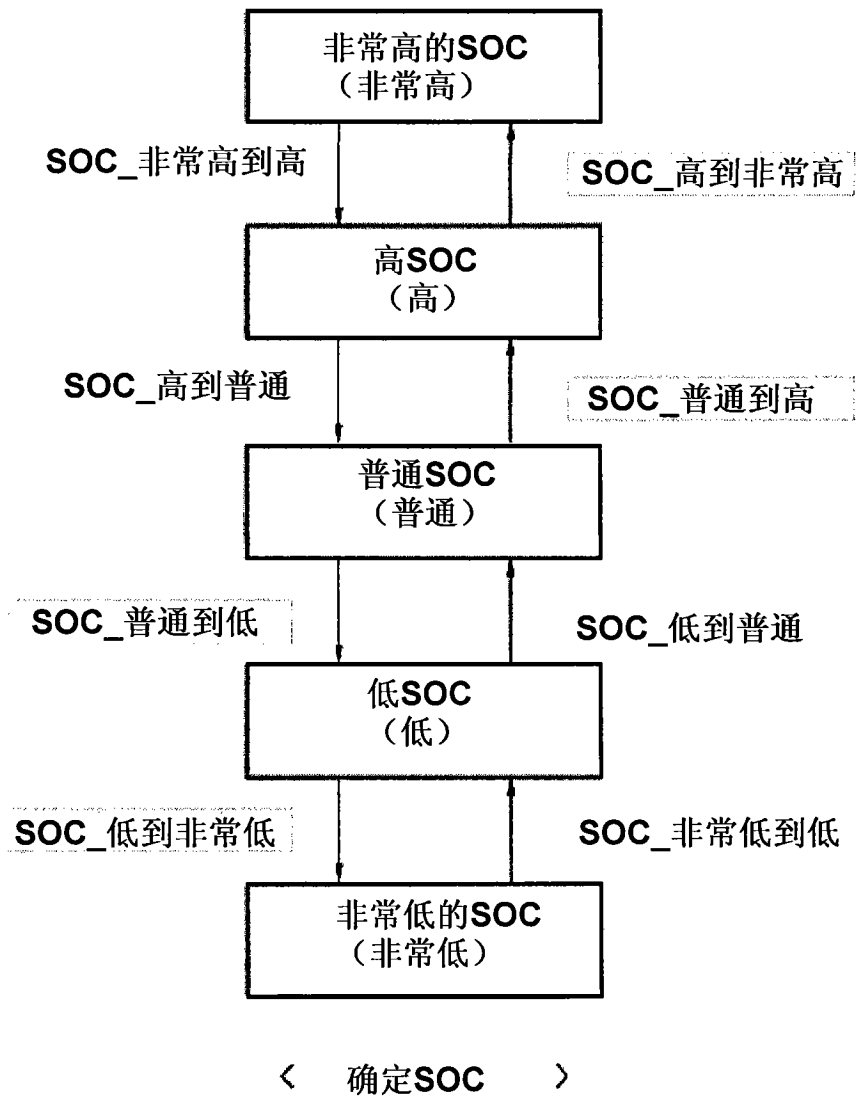 非常高的SOC
（非常高）
SOC_非常高到高
SOC_高到非常高
高SOC
（高）
SOC_高到普通
SOC_普通到高
普通SOC
（普通）
SOC_普通到低
SOC_低到普通
低SOC
（低）
SOC_低到非常低
SOC_非常低到低
非常低的SOC
（非常低）
〈 确定SOC 〉